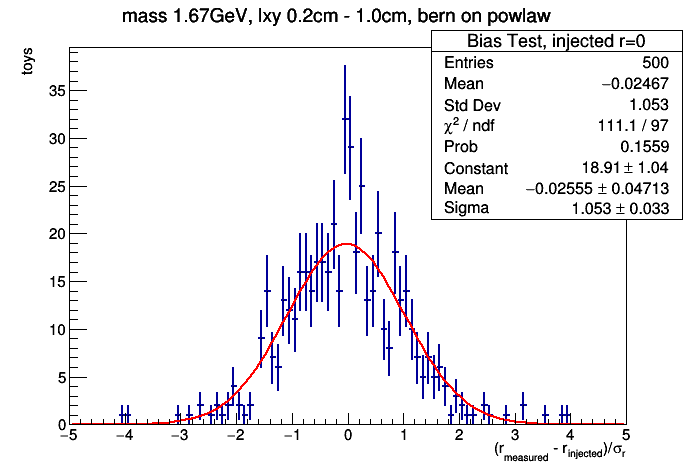 mass 1.67GeV, lxy 0.2cm - 1.0cm, bern on powlaw
toys
Bias Test, injected r=0
Entries 500
Mean −0.02467
Std Dev 1.053
χ² / ndf 111.1 / 97
Prob 0.1559
Constant 18.91 ± 1.04
Mean −0.02555 ± 0.04713
Sigma 1.053 ± 0.033
35
30
25
20
15
10
5
0
−5 −4 −3 −2 −1 0 1 2 3 4 5
(r_measured - r_injected)/σ_r